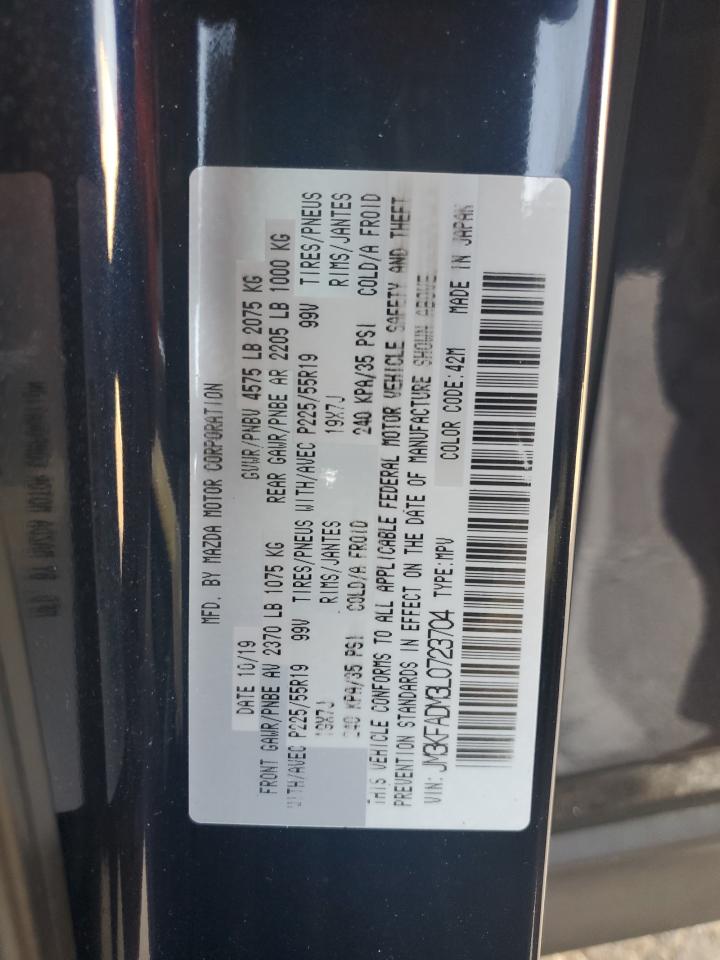 MFD. BY MAZDA MOTOR CORPORATION
DATE 10/19 GVWR/PNBV 4575 LB 2075 KG
FRONT GAWR/PNBE AV 2370 LB 1075 KG REAR GAWR/PNBE AR 2205 LB 1000 KG
WITH/AVEC P225/55R19 99V TIRES/PNEUS WITH/AVEC P225/55R19 99V TIRES/PNEUS
19X7J RIMS/JANTES 19X7J RIMS/JANTES
240 KPA/35 PSI COLD/A FROID 240 KPA/35 PSI COLD/A FROID
THIS VEHICLE CONFORMS TO ALL APPLICABLE FEDERAL MOTOR VEHICLE SAFETY AND THEFT
PREVENTION STANDARDS IN EFFECT ON THE DATE OF MANUFACTURE SHOWN ABOVE.
VIN: JM3KFADM3L0723704 TYPE:MPV COLOR CODE:42M MADE IN JAPAN